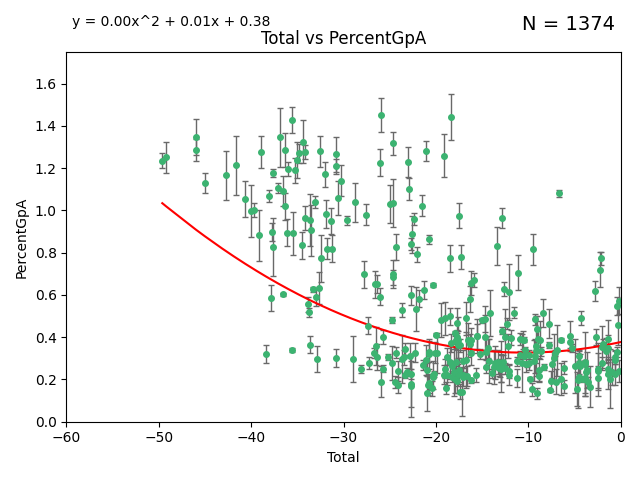 y = 0.00x^2 + 0.01x + 0.38
N = 1374
Total vs PercentGpA
PercentGpA
1.6
1.4
1.2
1.0
0.8
0.6
0.4
0.2
0.0
−60 −50 −40 −30 −20 −10 0
Total